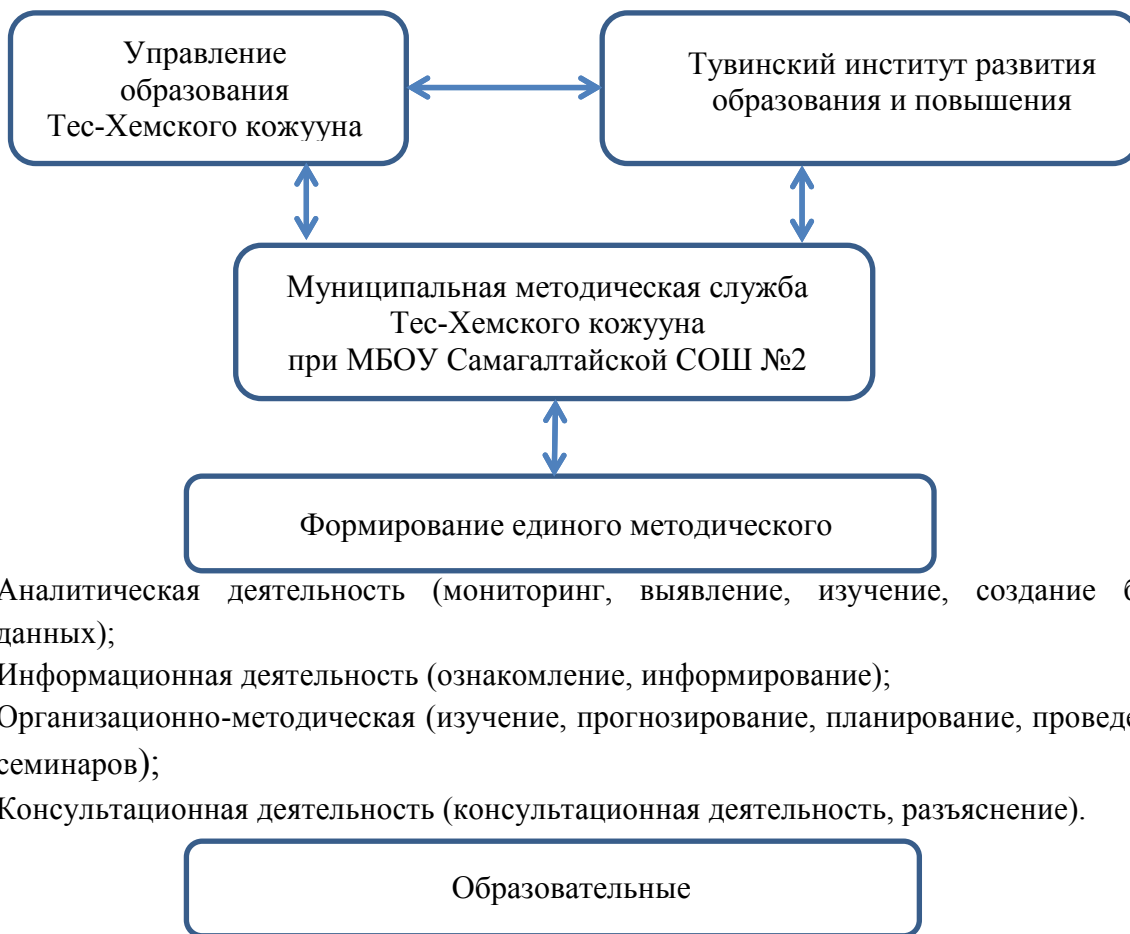 Управление
образования
Тес-Хемского кожууна
Тувинский институт развития
образования и повышения
Муниципальная методическая служба
Тес-Хемского кожууна
при МБОУ Самагалтайской СОШ №2
Формирование единого методического
Аналитическая деятельность (мониторинг, выявление, изучение, создание
данных);
Информационная деятельность (ознакомление, информирование);
Организационно-методическая (изучение, прогнозирование, планирование,
семинаров);
Консультационная деятельность (консультационная деятельность, разъяснение).
Образовательные